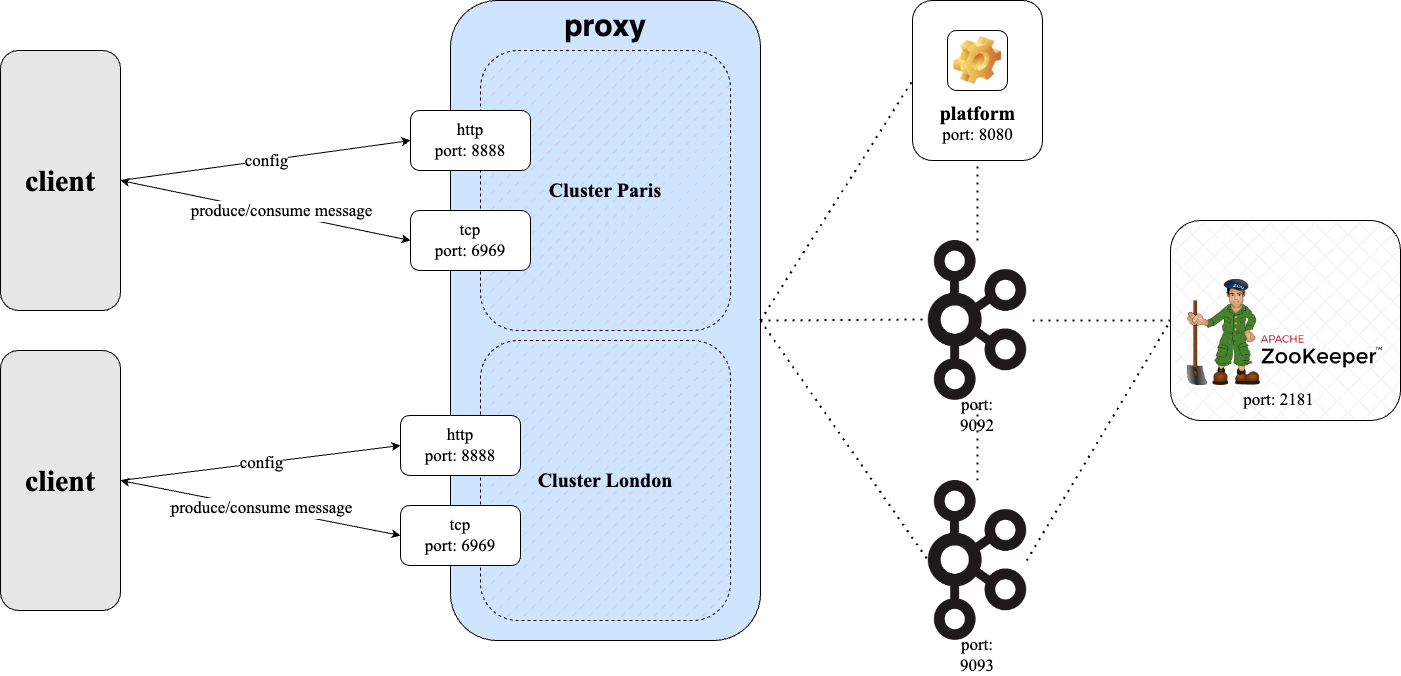 proxy
client
config
produce/consume message
http
port: 8888
tcp
port: 6969
Cluster Paris
client
config
produce/consume message
http
port: 8888
tcp
port: 6969
Cluster London
platform
port: 8080
port:
9092
port:
9093
ZOO
APACHE
ZooKeeper™
port: 2181